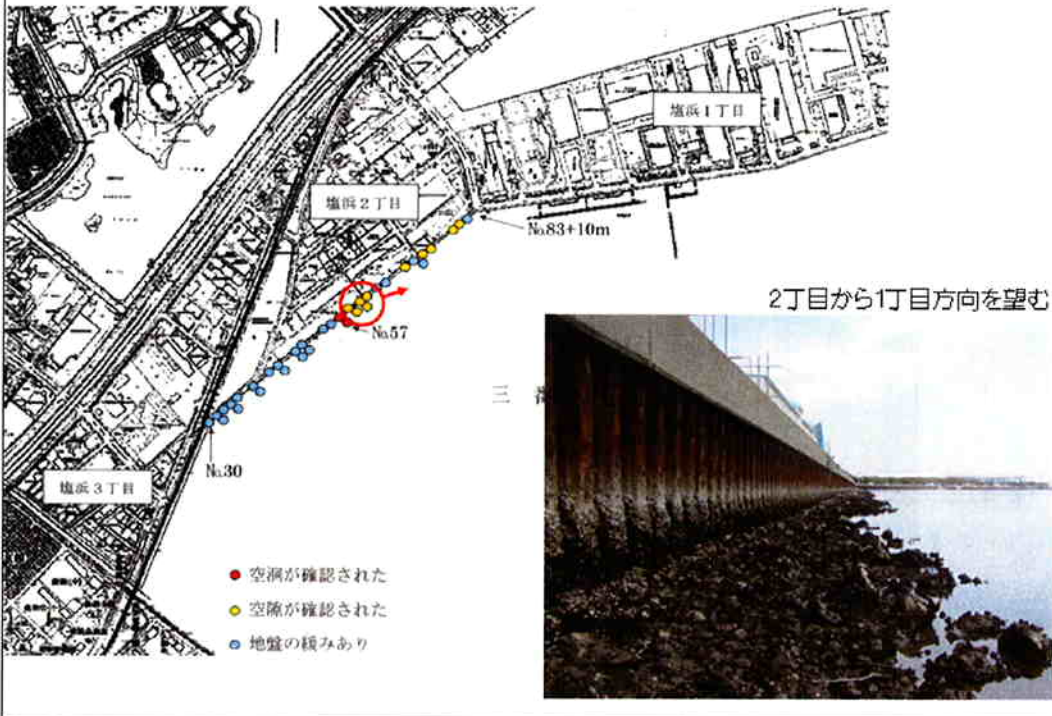 塩浜1丁目
塩浜2丁目
No.83+10m
2丁目から1丁目方向を望む
No.57
三
No.30
塩浜3丁目
空洞が確認された
空隙が確認された
地盤の緩みあり